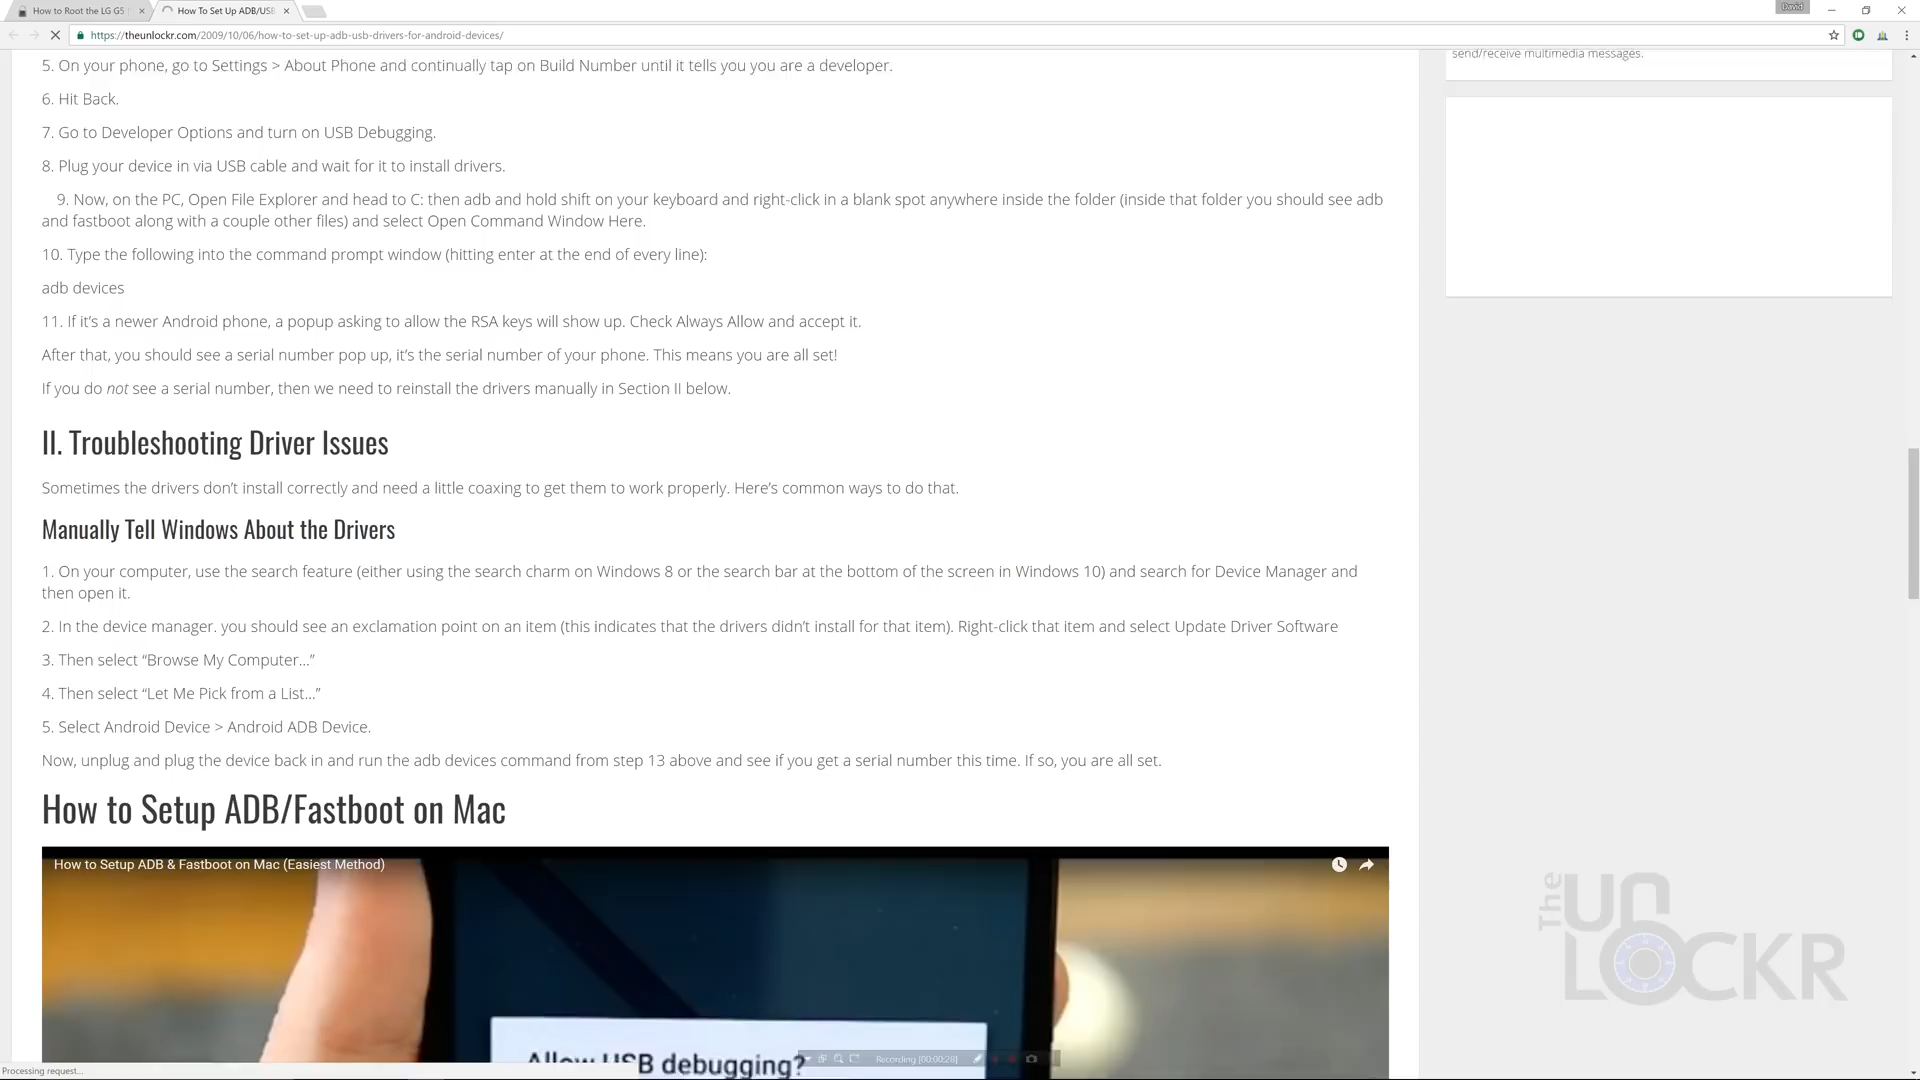 How to Root the LG G5
How To Set Up ADB/USB
David
https://theunlockr.com/2009/10/06/how-to-set-up-adb-usb-drivers-for-android-devices/
send/receive multimedia messages.
5. On your phone, go to Settings > About Phone and continually tap on Build Number until it tells you you are a developer.
6. Hit Back.
7. Go to Developer Options and turn on USB Debugging.
8. Plug your device in via USB cable and wait for it to install drivers.
9. Now, on the PC, Open File Explorer and head to C: then adb and hold shift on your keyboard and right-click in a blank spot anywhere inside the folder (inside that folder you should see adb
and fastboot along with a couple other files) and select Open Command Window Here.
10. Type the following into the command prompt window (hitting enter at the end of every line):
adb devices
11. If it’s a newer Android phone, a popup asking to allow the RSA keys will show up. Check Always Allow and accept it.
After that, you should see a serial number pop up, it’s the serial number of your phone. This means you are all set!
If you do not see a serial number, then we need to reinstall the drivers manually in Section II below.
II. Troubleshooting Driver Issues
Sometimes the drivers don’t install correctly and need a little coaxing to get them to work properly. Here’s common ways to do that.
Manually Tell Windows About the Drivers
1. On your computer, use the search feature (either using the search charm on Windows 8 or the search bar at the bottom of the screen in Windows 10) and search for Device Manager and
then open it.
2. In the device manager. you should see an exclamation point on an item (this indicates that the drivers didn’t install for that item). Right-click that item and select Update Driver Software
3. Then select “Browse My Computer…”
4. Then select “Let Me Pick from a List…”
5. Select Android Device > Android ADB Device.
Now, unplug and plug the device back in and run the adb devices command from step 13 above and see if you get a serial number this time. If so, you are all set.
How to Setup ADB/Fastboot on Mac
How to Setup ADB & Fastboot on Mac (Easiest Method)
Allow USB debugging?
The UNLOCKR
Recording [00:00:28]
Processing request...